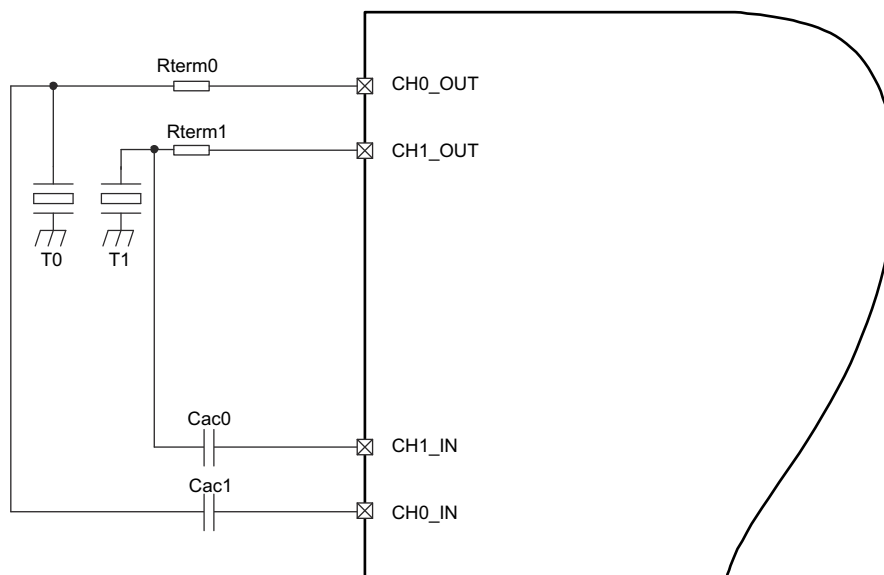 Rterm0
CH0_OUT
Rterm1
CH1_OUT
T0
T1
Cac0
CH1_IN
Cac1
CH0_IN